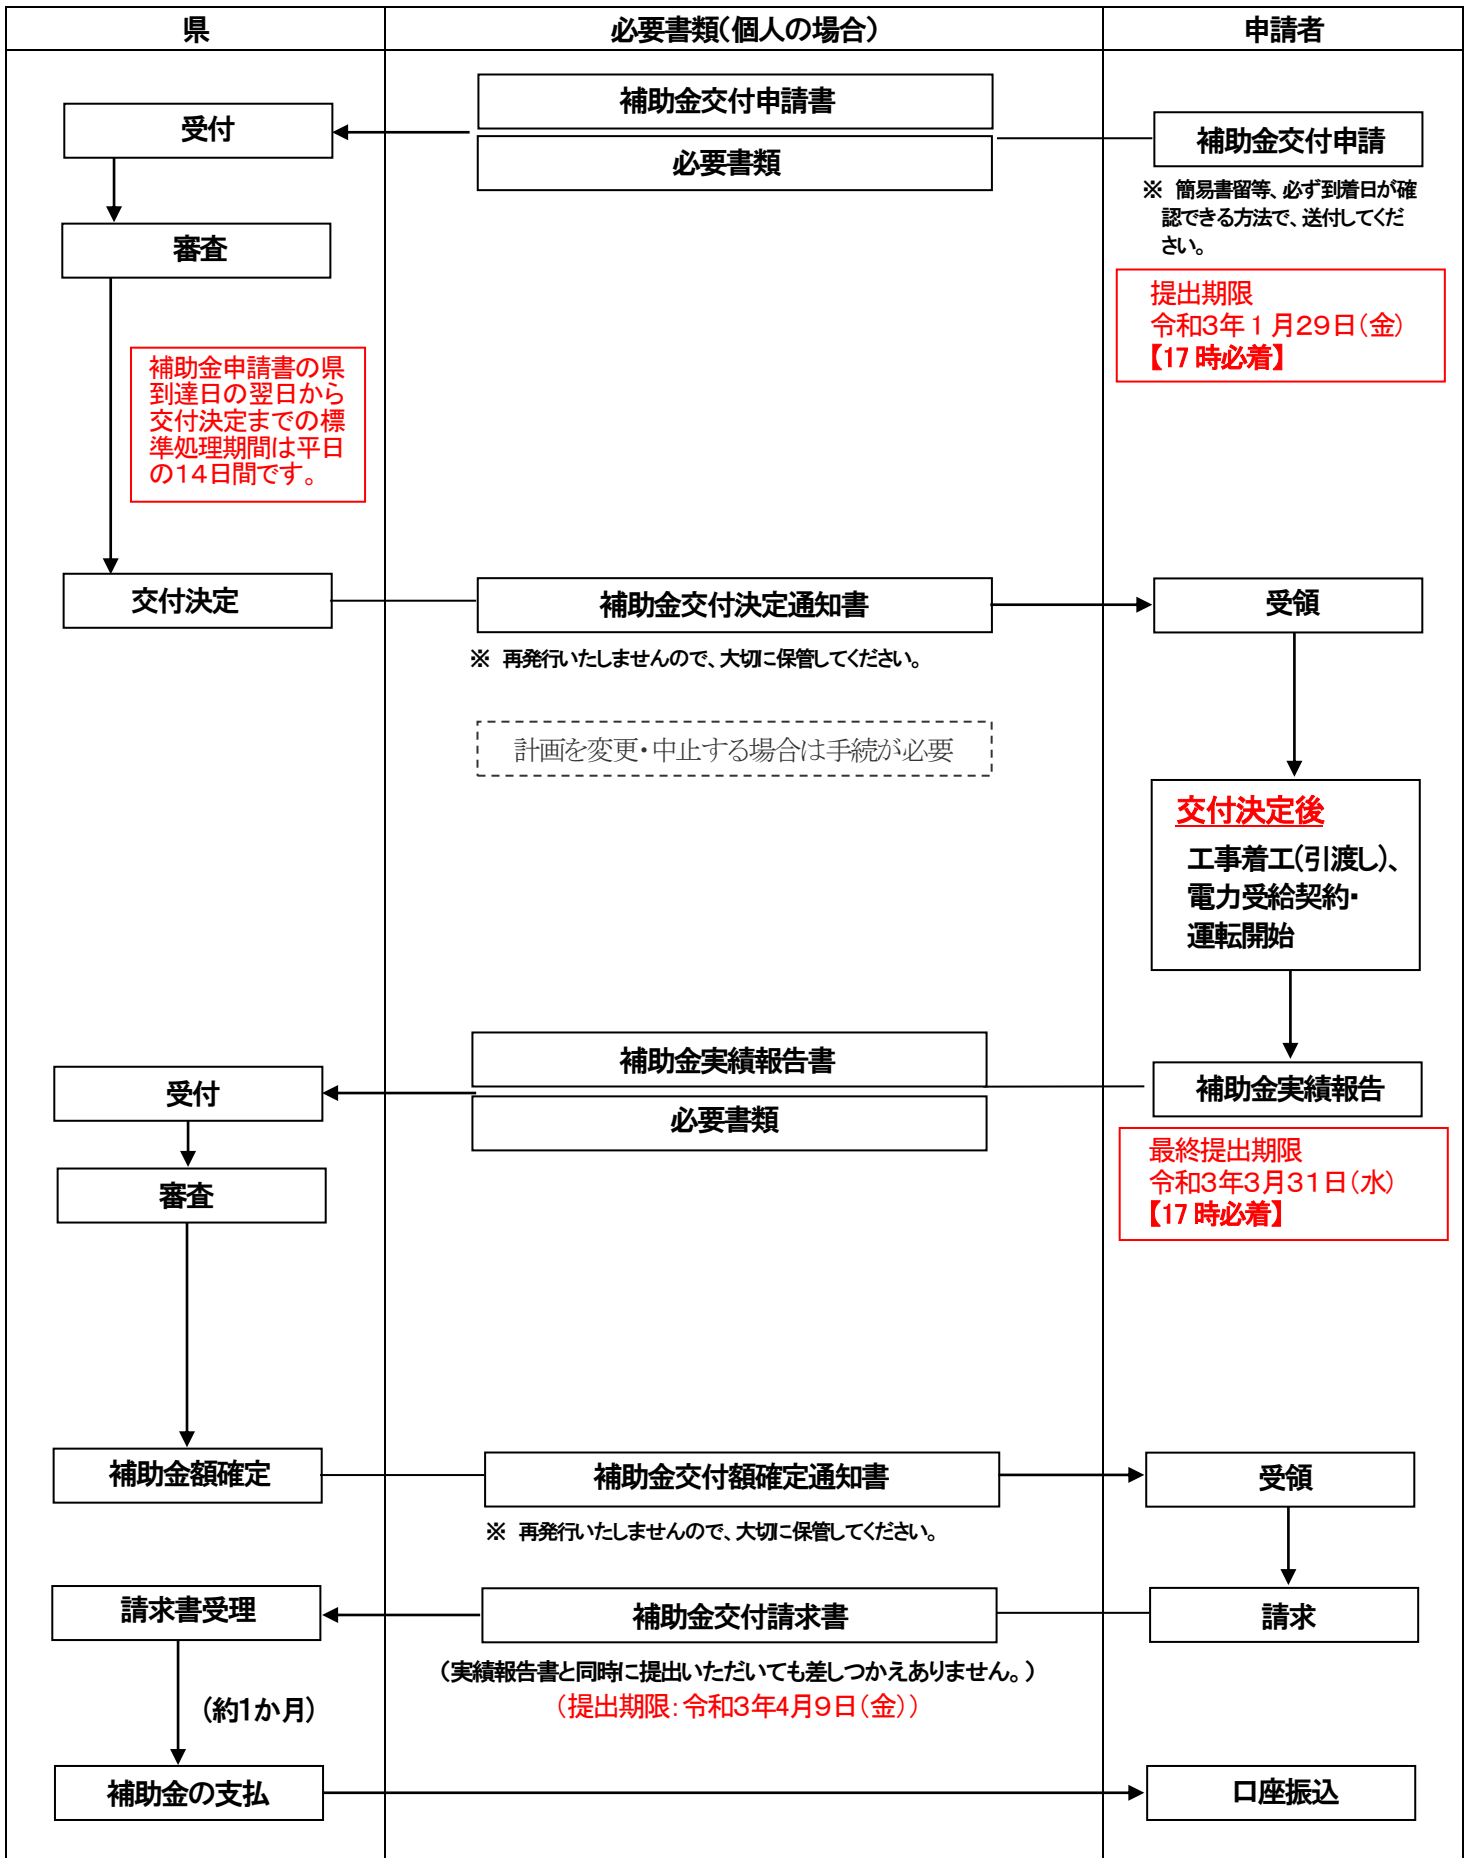 県
必要書類（個人の場合）
申請者
補助金交付申請書
受付
補助金交付申請
必要書類
※ 簡易書留等、必ず到着日が確
認できる方法で、送付してくだ
さい。
審査
提出期限
令和3年１月29日（金）
【17時必着】
補助金申請書の県
到達日の翌日から
交付決定までの標
準処理期間は平日
の14日間です。
交付決定
補助金交付決定通知書
受領
※ 再発行いたしませんので、大切に保管してください。
計画を変更・中止する場合は手続が必要
交付決定後
工事着工(引渡し)、
電力受給契約・
運転開始
補助金実績報告書
受付
補助金実績報告
必要書類
最終提出期限
令和3年3月31日（水）
【17時必着】
審査
補助金額確定
補助金交付額確定通知書
受領
※ 再発行いたしませんので、大切に保管してください。
請求書受理
補助金交付請求書
請求
（実績報告書と同時に提出いただいても差しつかえありません。）
（提出期限：令和3年4月9日（金））
（約1か月）
補助金の支払
口座振込